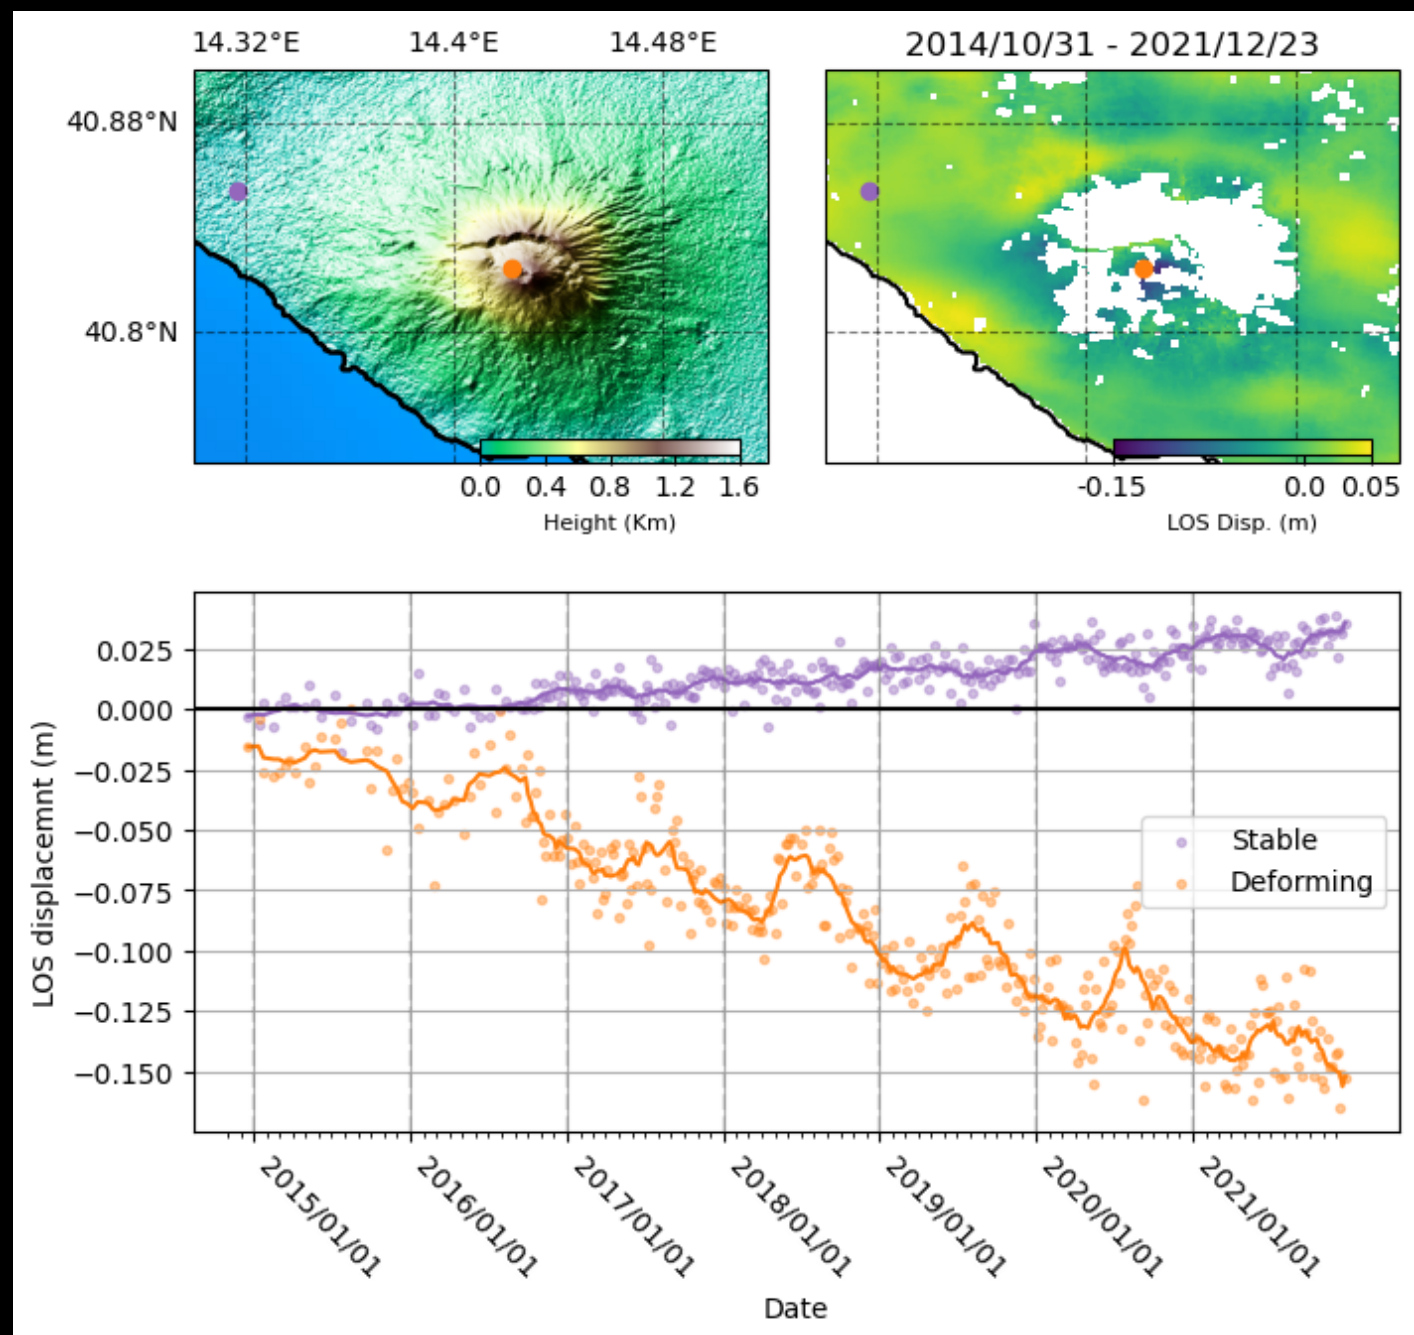 14.32°E 14.4°E 14.48°E
2014/10/31 - 2021/12/23
40.88°N
40.8°N
0.0 0.4 0.8 1.2 1.6
Height (Km)
-0.15 0.0 0.05
LOS Disp. (m)
LOS displacemnt (m)
0.025
0.000
−0.025
−0.050
−0.075
−0.100
−0.125
−0.150
Stable
Deforming
2015/01/01
2016/01/01
2017/01/01
2018/01/01
2019/01/01
2020/01/01
2021/01/01
Date